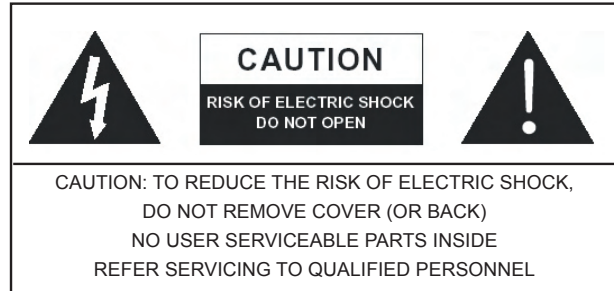 CAUTION
RISK OF ELECTRIC SHOCK
DO NOT OPEN
CAUTION: TO REDUCE THE RISK OF ELECTRIC SHOCK,
DO NOT REMOVE COVER (OR BACK)
NO USER SERVICEABLE PARTS INSIDE
REFER SERVICING TO QUALIFIED PERSONNEL